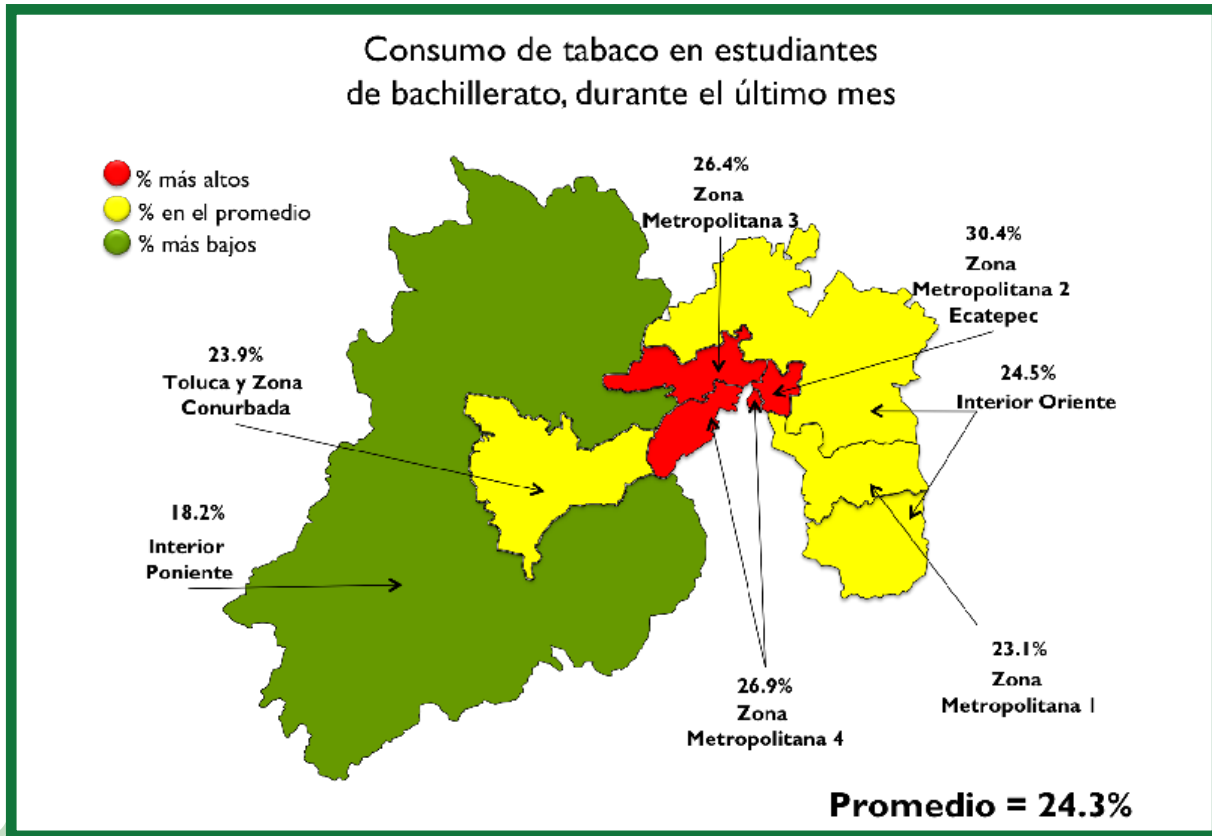 Consumo de tabaco en estudiantes
de bachillerato, durante el último mes
% más altos
% en el promedio
% más bajos
26.4%
Zona
Metropolitana 3
30.4%
Zona
Metropolitana 2
Ecatepec
23.9%
Toluca y Zona
Conurbada
24.5%
Interior Oriente
18.2%
Interior
Poniente
23.1%
Zona
Metropolitana 1
26.9%
Zona
Metropolitana 4
Promedio = 24.3%